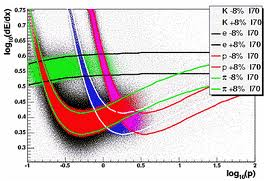 log₁₀(dE/dx)
0.75
0.7
0.65
0.6
0.55
0.5
0.45
0.4
0.35
0.3
-1 -0.5 0 0.5 1 1.5 2
log₁₀(p)
K -8% I70
K +8% I70
e -8% I70
e +8% I70
p -8% I70
p +8% I70
π -8% I70
π +8% I70